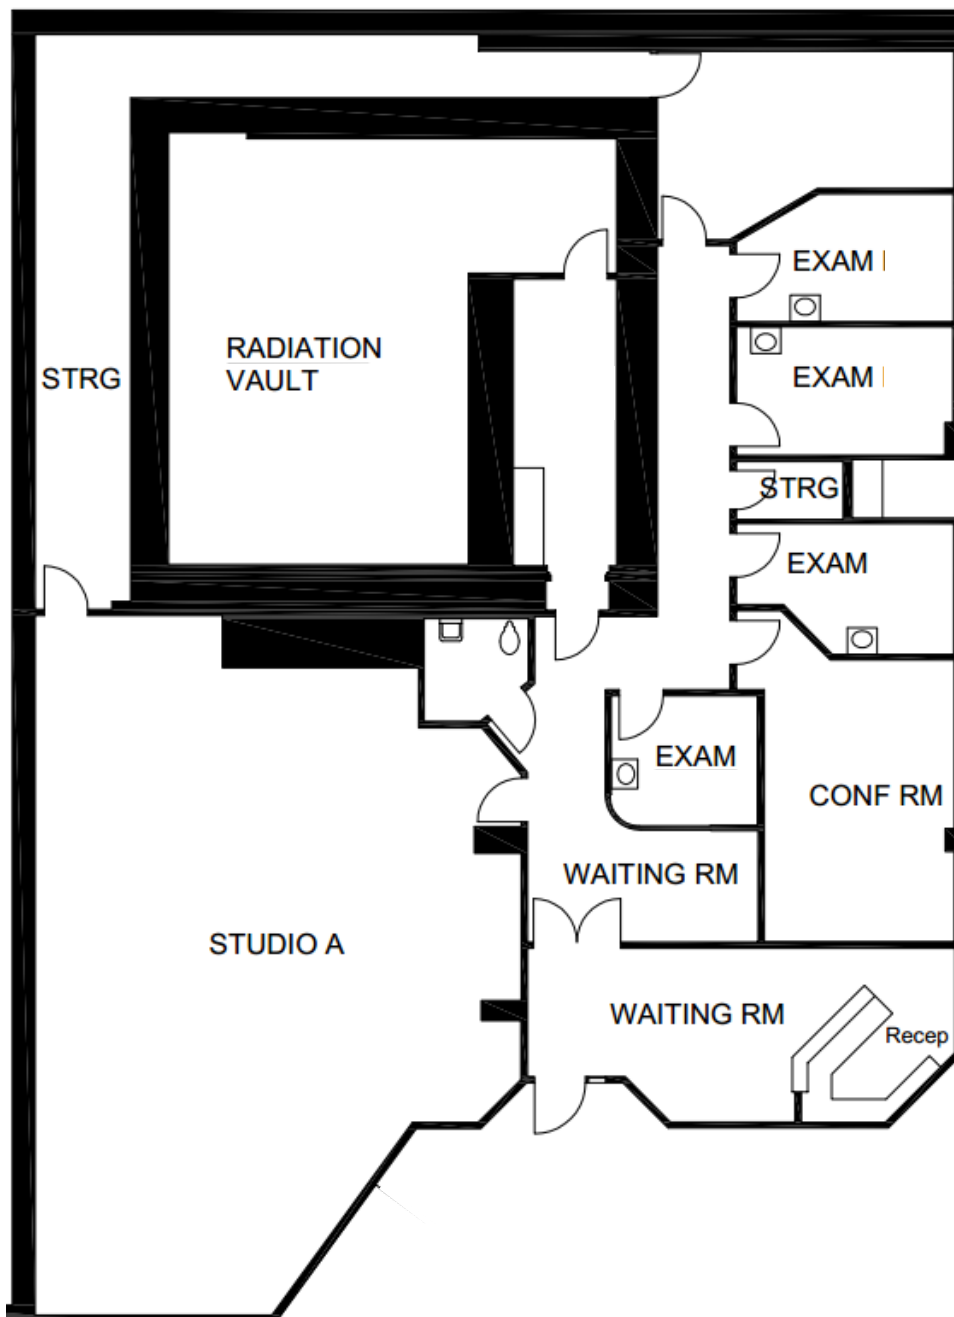 EXAM
RADIATION
VAULT
STRG
EXAM
STRG
EXAM
EXAM
CONF RM
WAITING RM
STUDIO A
WAITING RM
Recep